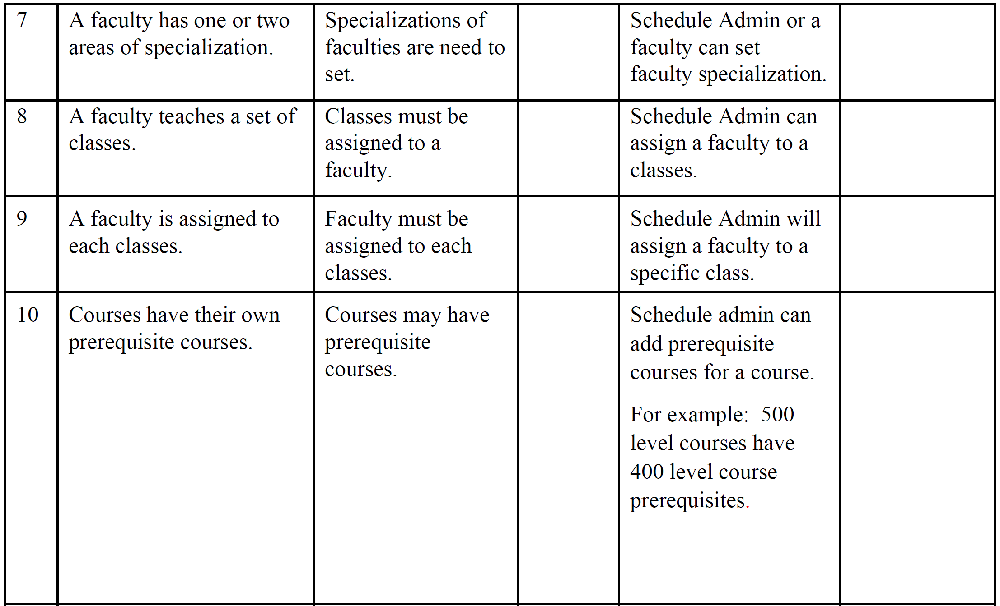 7
A faculty has one or two
areas of specialization.
Specializations of
faculties are need to
set.
Schedule Admin or a
faculty can set
faculty specialization.
8
A faculty teaches a set of
classes.
Classes must be
assigned to a
faculty.
Schedule Admin can
assign a faculty to a
classes.
9
A faculty is assigned to
each classes.
Faculty must be
assigned to each
classes.
Schedule Admin will
assign a faculty to a
specific class.
10
Courses have their own
prerequisite courses.
Courses may have
prerequisite
courses.
Schedule admin can
add prerequisite
courses for a course.
For example:  500
level courses have
400 level course
prerequisites.